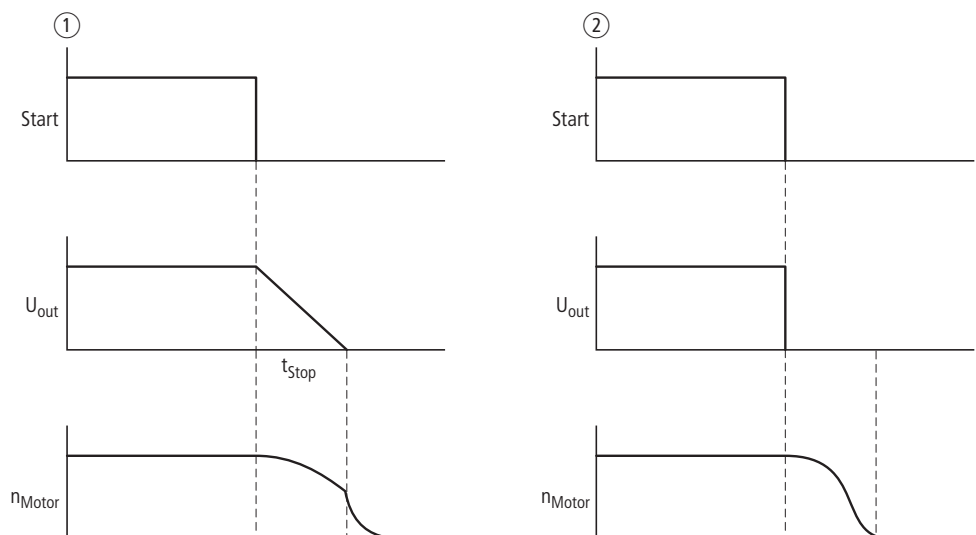 ① ②
Start Start
U_out U_out
t_Stop
n_Motor n_Motor